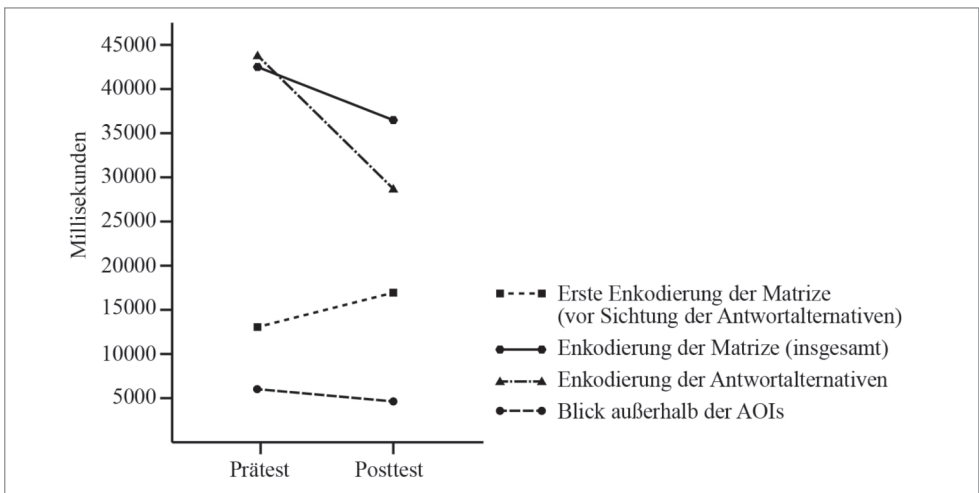 45000
40000
35000
30000
25000
20000
15000
10000
5000
Millisekunden
Prätest
Posttest
Erste Enkodierung der Matrize
(vor Sichtung der Antwortalternativen)
Enkodierung der Matrize (insgesamt)
Enkodierung der Antwortalternativen
Blick außerhalb der AOIs